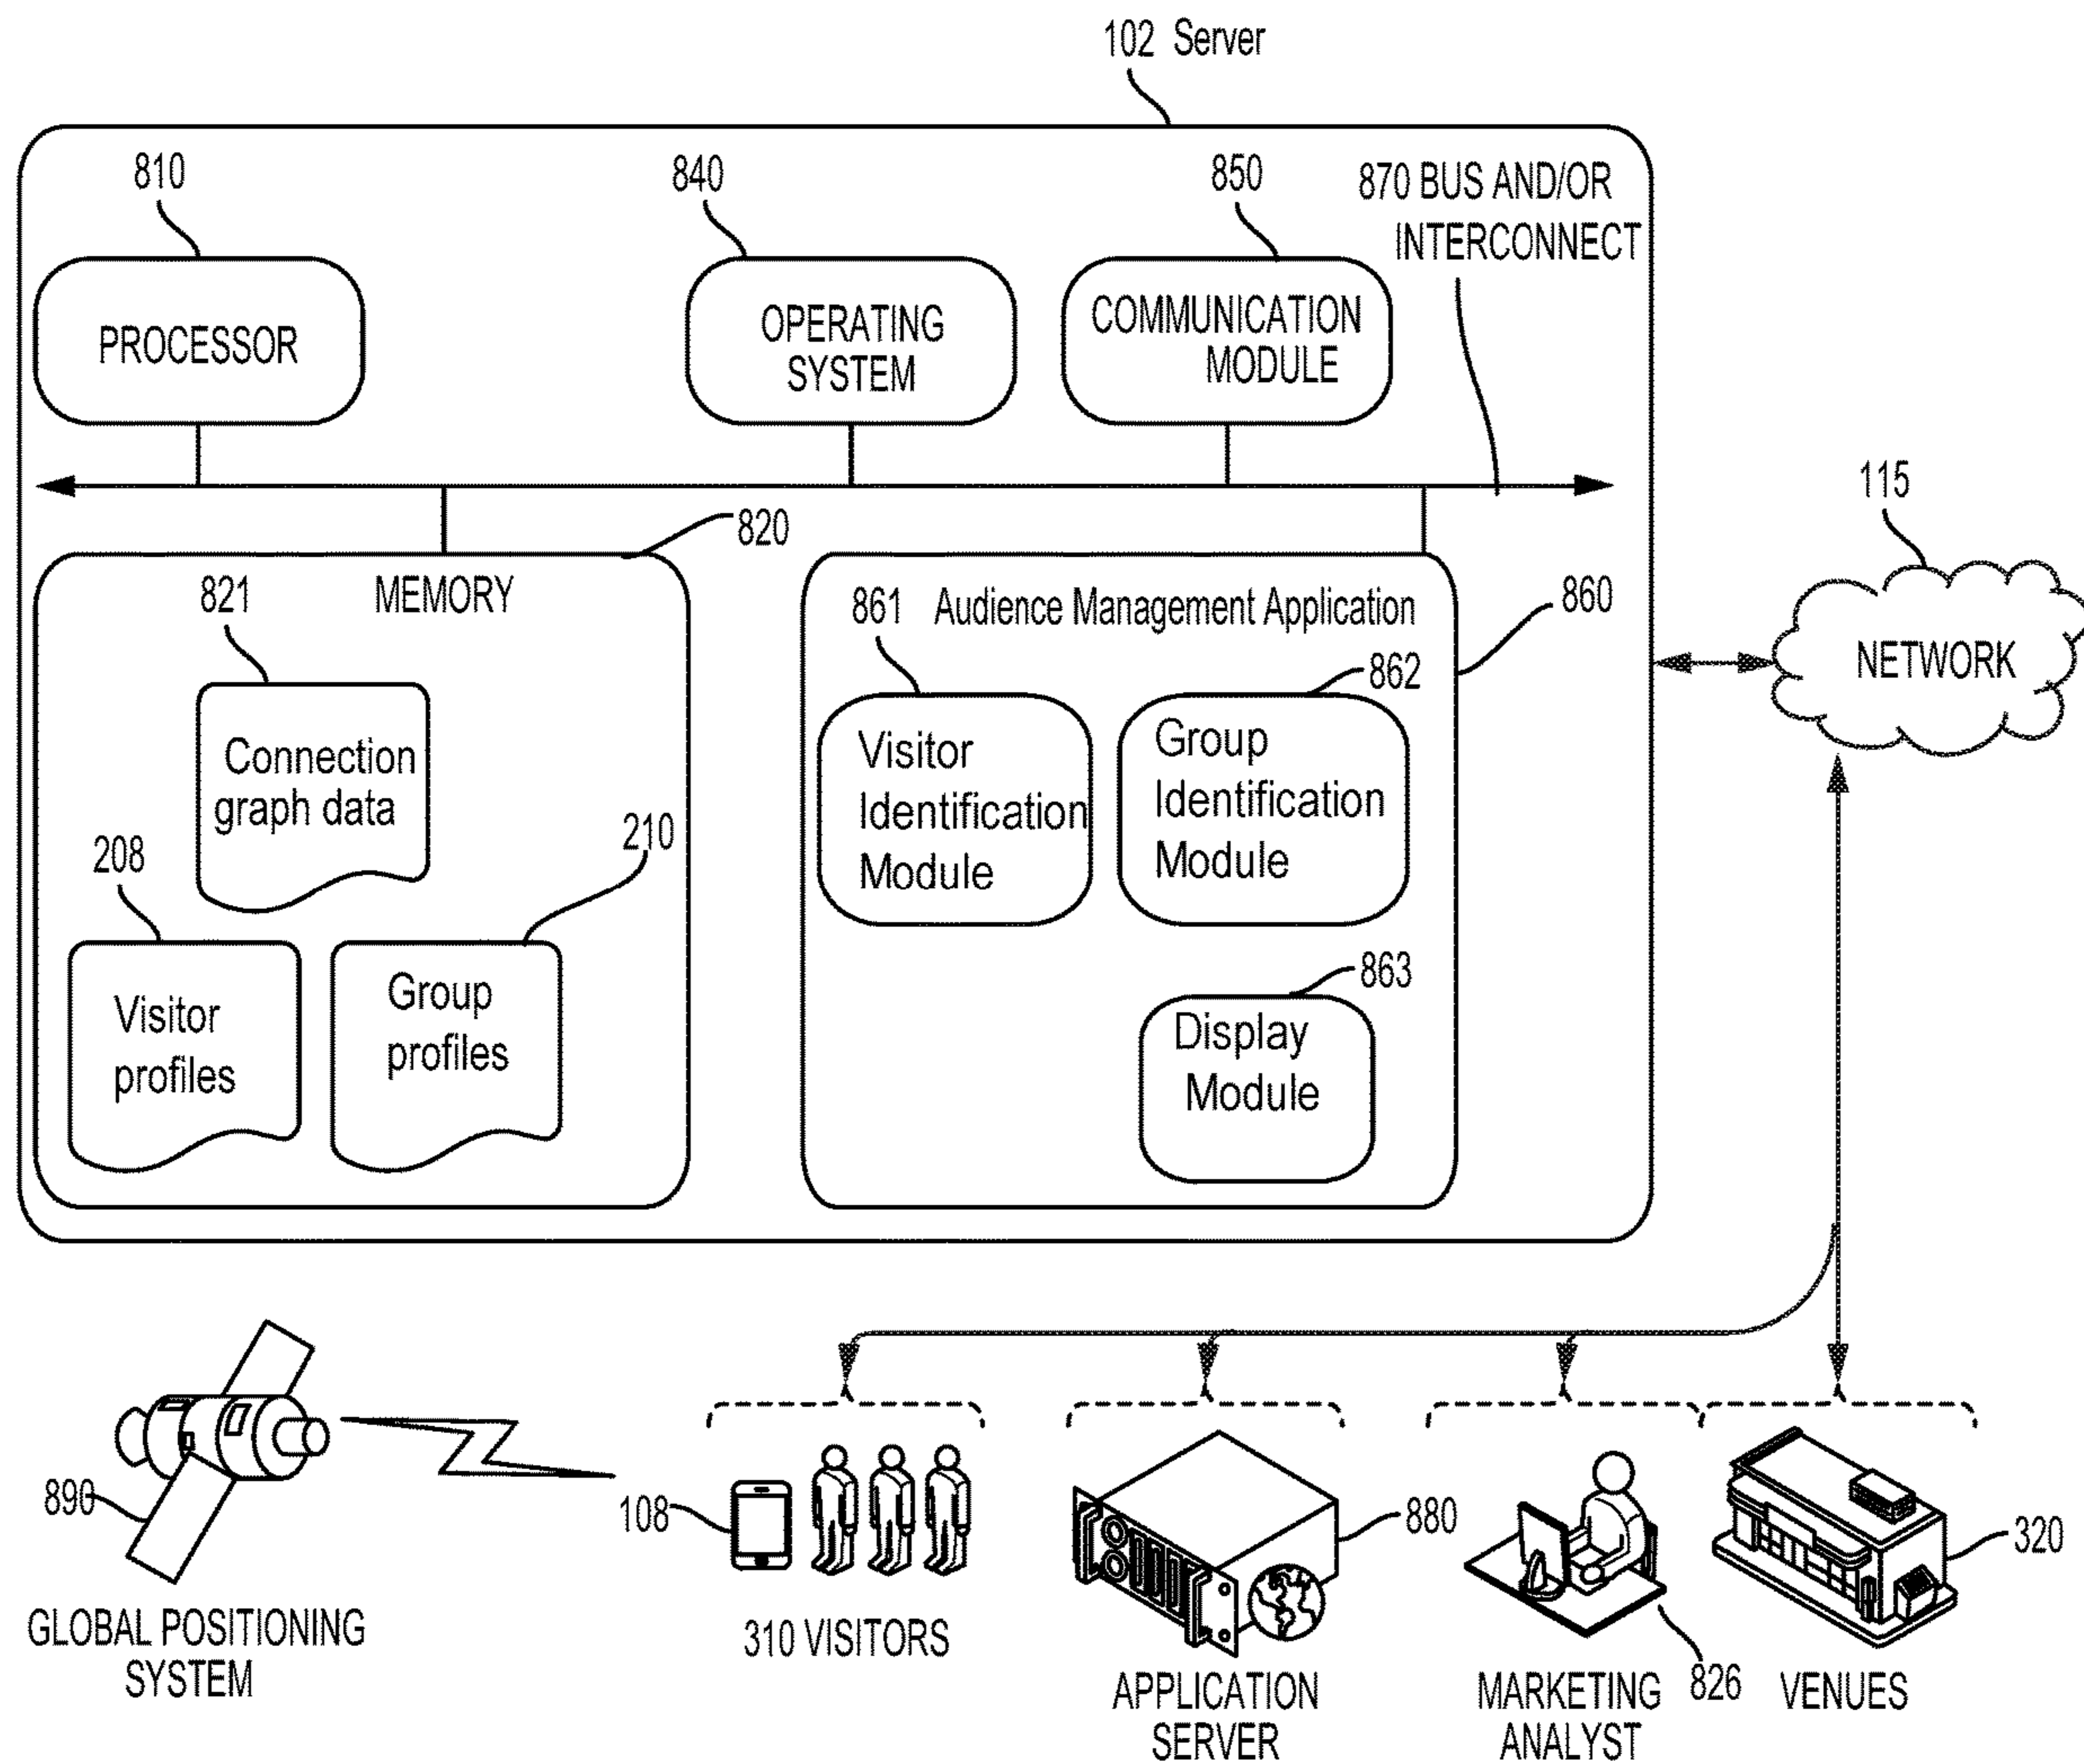 102 Server
810
840
850
870 BUS AND/OR
INTERCONNECT
PROCESSOR
OPERATING
SYSTEM
COMMUNICATION
MODULE
115
NETWORK
820
MEMORY
821
Connection
graph data
208
Visitor
profiles
210
Group
profiles
860
Audience Management Application
861
Visitor
Identification
Module
862
Group
Identification
Module
863
Display
Module
890
GLOBAL POSITIONING
SYSTEM
108
310 VISITORS
880
APPLICATION
SERVER
826
MARKETING
ANALYST
320
VENUES